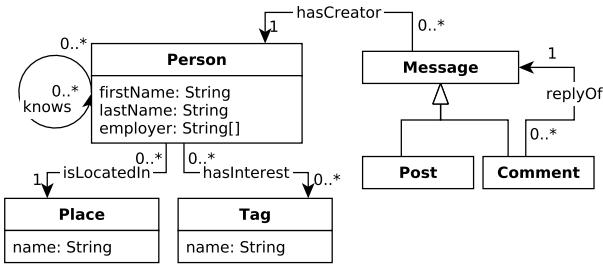 hasCreator
1
0..*
0..*
Person
Message
1
0..*
knows
firstName: String
lastName: String
employer: String[]
replyOf
0..*
0..*
0..*
isLocatedIn
hasInterest
1
0..*
Post
Comment
Place
Tag
name: String
name: String